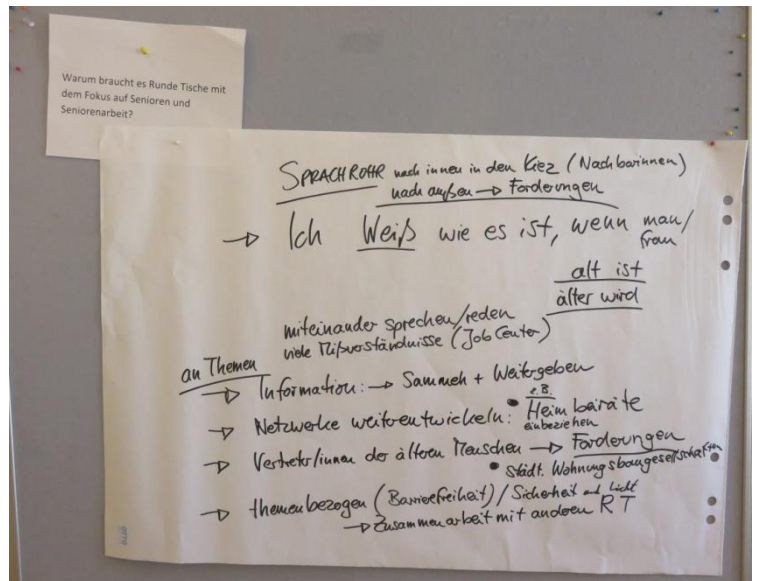 Warum braucht es Runde Tische mit
dem Fokus auf Senioren und
Seniorenarbeit?
SPRACHROHR nach innen in den Kiez (Nachbarinnen)
nach außen → Forderungen
→ Ich Weiß wie es ist, wenn man/
frau
alt ist
älter wird
miteinander sprechen/reden
viele Mißverständnisse (Job Center)
an Themen
→ Information: → Sammeln + Weitergeben
→ Netzwerke weiterentwickeln: • z.B. Heimbeiräte
einbeziehen
→ Vertreter/innen der älteren Menschen → Forderungen
• städt. Wohnungsbaugesellschaften
→ themenbezogen (Barrierefreiheit) / Sicherheit und Licht
→ Zusammenarbeit mit anderen RT